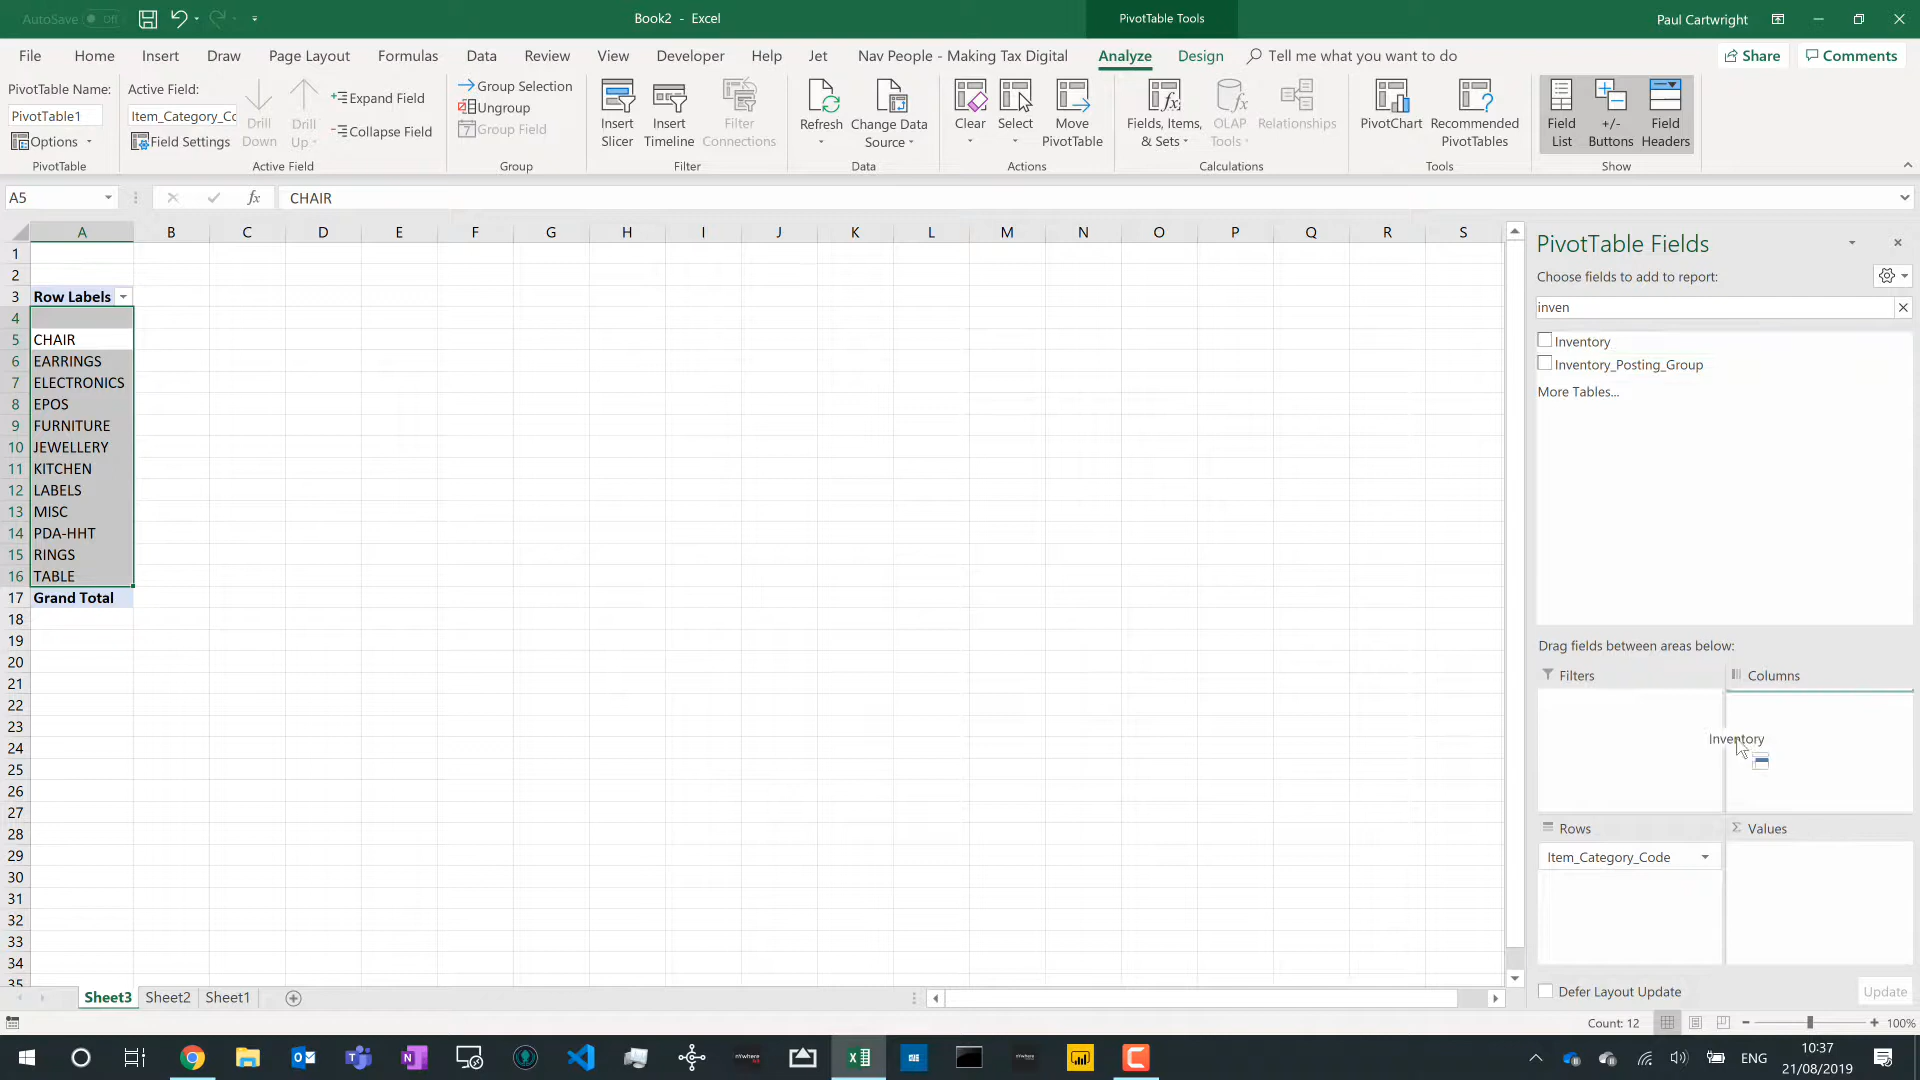 AutoSave Off
Book2 - Excel
PivotTable Tools
Paul Cartwright
File Home Insert Draw Page Layout Formulas Data Review View Developer Help Jet Nav People - Making Tax Digital Analyze Design Tell me what you want to do Share Comments
PivotTable Name:
PivotTable1
Options
PivotTable
Active Field:
Item_Category_Cc
Field Settings
Drill Down
Drill Up
Expand Field
Collapse Field
Active Field
Group Selection
Ungroup
Group Field
Group
Insert Slicer
Insert Timeline
Filter Connections
Filter
Refresh
Change Data Source
Data
Clear
Select
Move PivotTable
Actions
Fields, Items, & Sets
OLAP Tools
Relationships
Calculations
PivotChart
Recommended PivotTables
Tools
Field List
+/- Buttons
Field Headers
Show
A5
fx
CHAIR
A B C D E F G H I J K L M N O P Q R S
1
2
3 Row Labels
4
5 CHAIR
6 EARRINGS
7 ELECTRONICS
8 EPOS
9 FURNITURE
10 JEWELLERY
11 KITCHEN
12 LABELS
13 MISC
14 PDA-HHT
15 RINGS
16 TABLE
17 Grand Total
18
19
20
21
22
23
24
25
26
27
28
29
30
31
32
33
34
35
PivotTable Fields
Choose fields to add to report:
inven
Inventory
Inventory_Posting_Group
More Tables...
Drag fields between areas below:
Filters
Columns
Inventory
Rows
Values
Item_Category_Code
Defer Layout Update
Update
Sheet3 Sheet2 Sheet1
Count: 12
100%
ENG
10:37
21/08/2019